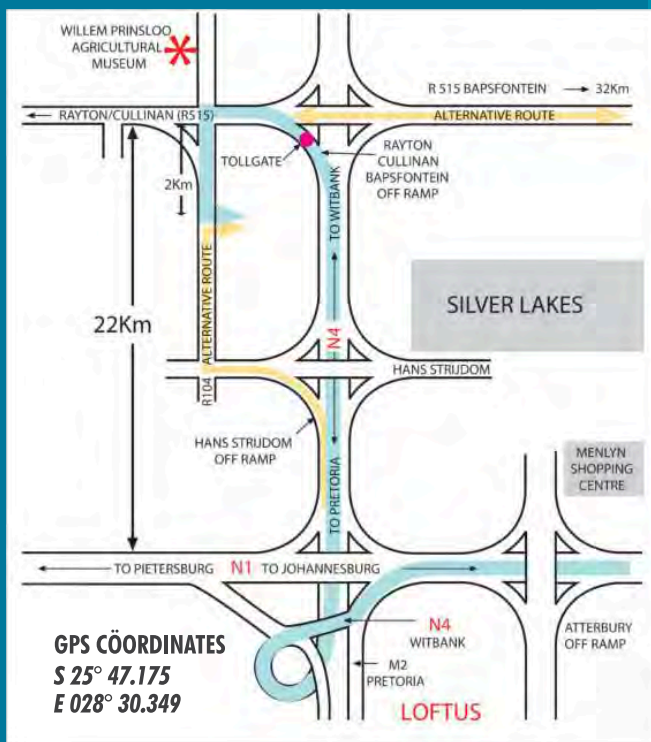 WILLEM PRINSLOO
AGRICULTURAL
MUSEUM
R 515 BAPSFONTEIN
32Km
RAYTON/CULLINAN (RS15)
ALTERNATIVE ROUTE
TOLLGATE
RAYTON
CULLINAN
BAPSFONTEIN
OFF RAMP
2Km
TO WITBANK
ALTERNATIVE ROUTE
22Km
SILVER LAKES
N4
HANS STRIJDOM
R104
HANS STRIJDOM
OFF RAMP
TO PRETORIA
MENLYN
SHOPPING
CENTRE
TO PIETERSBURG N1 TO JOHANNESBURG
N4
WITBANK
ATTERBURY
OFF RAMP
M2
PRETORIA
LOFTUS
GPS CÖORDINATES
S 25° 47.175
E 028° 30.349